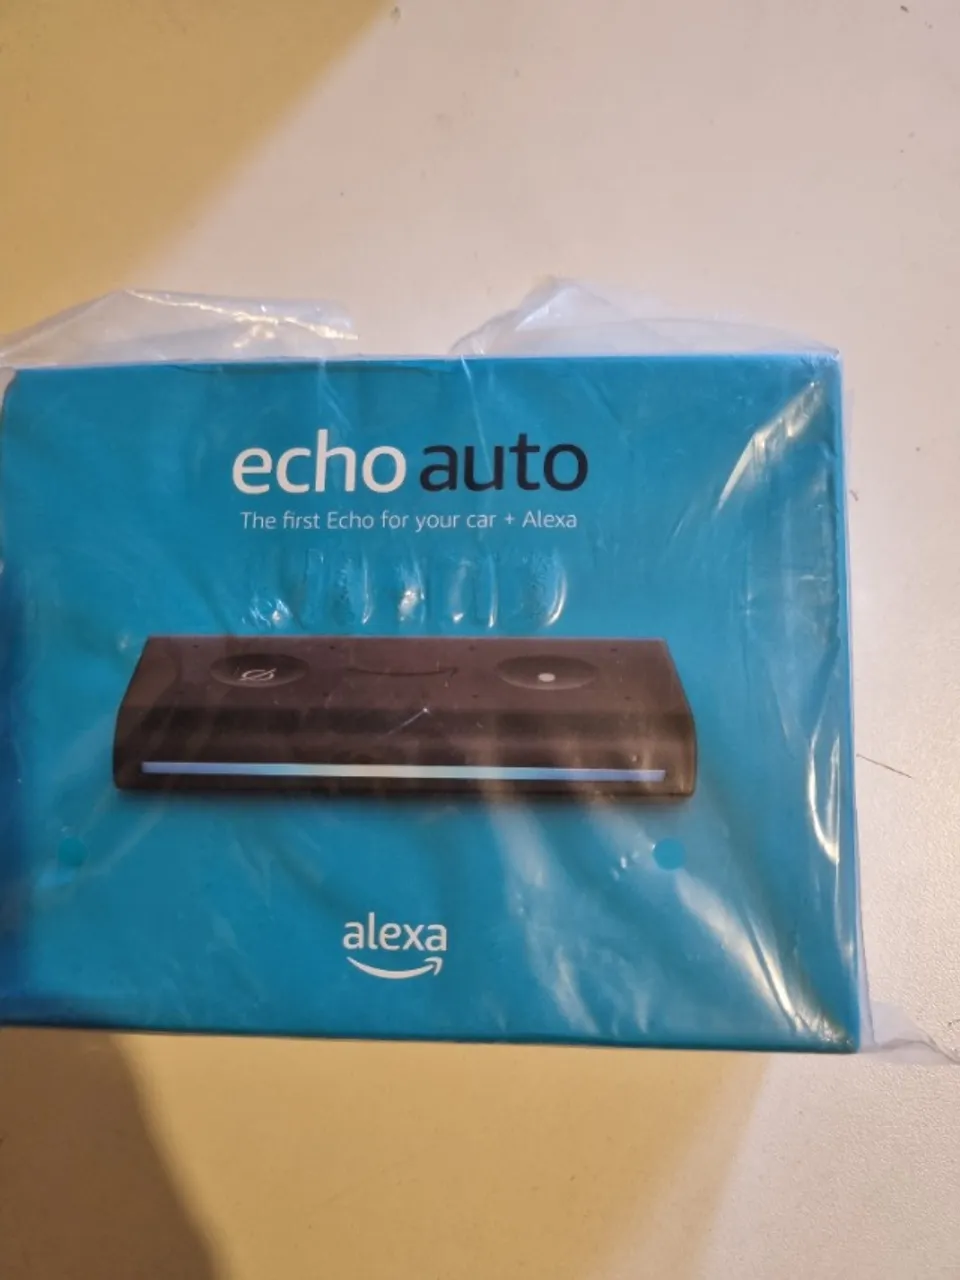 echo auto
The first Echo for your car + Alexa
alexa